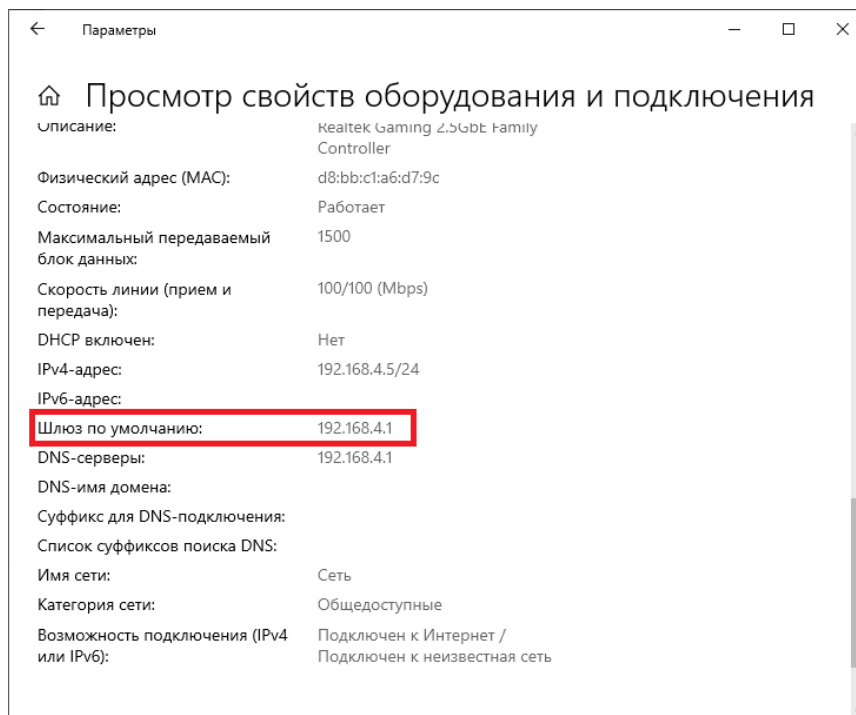 Параметры
Просмотр свойств оборудования и подключения
Описание: Realtek Gaming 2.5GbE Family
Controller
Физический адрес (MAC): d8:bb:c1:a6:d7:9c
Состояние: Работает
Максимальный передаваемый 1500
блок данных:
Скорость линии (прием и 100/100 (Mbps)
передача):
DHCP включен: Нет
IPv4-адрес: 192.168.4.5/24
IPv6-адрес:
Шлюз по умолчанию: 192.168.4.1
DNS-серверы: 192.168.4.1
DNS-имя домена:
Суффикс для DNS-подключения:
Список суффиксов поиска DNS:
Имя сети: Сеть
Категория сети: Общедоступные
Возможность подключения (IPv4 Подключен к Интернет /
или IPv6): Подключен к неизвестная сеть